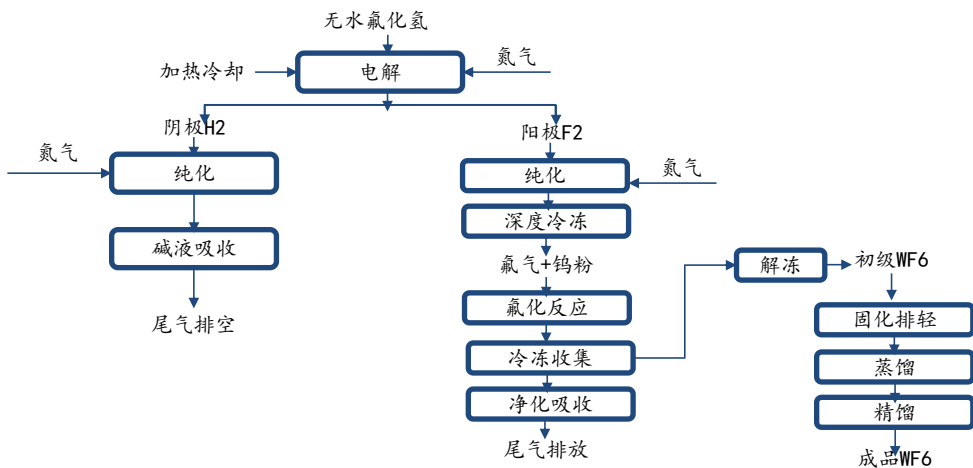 无水氟化氢
加热冷却
电解
氮气
阴极H2
阳极F2
氮气
纯化
纯化
氮气
深度冷冻
碱液吸收
氟气+钨粉
解冻
初级WF6
尾气排空
氟化反应
固化排轻
冷冻收集
蒸馏
净化吸收
精馏
尾气排放
成品WF6